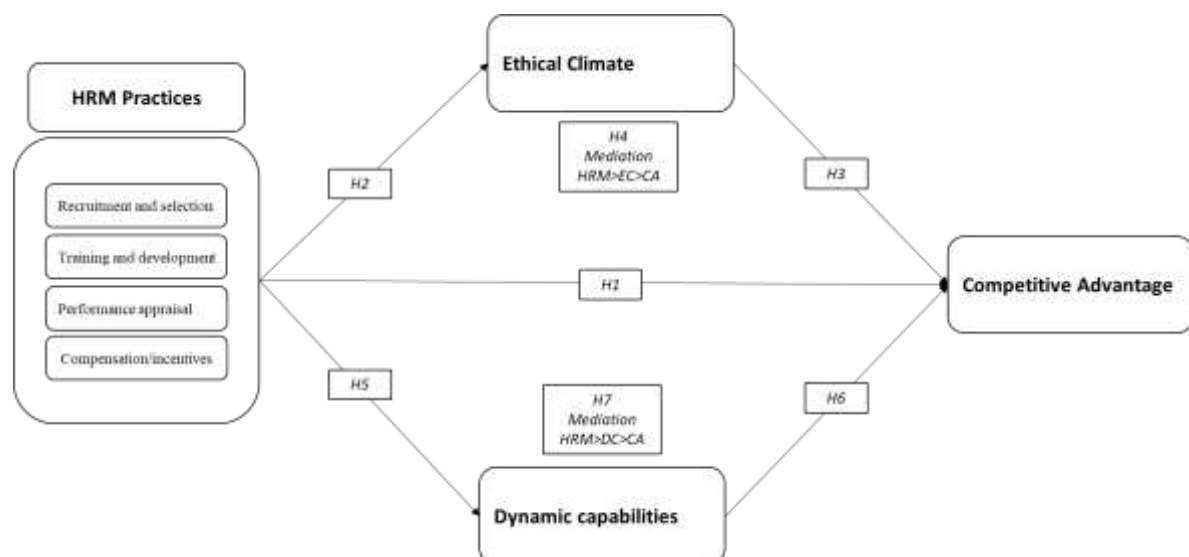 HRM Practices
Recruitment and selection
Training and development
Performance appraisal
Compensation/incentives
Ethical Climate
H4
Mediation
HRM>EC>CA
H2
H3
H1
Competitive Advantage
H5
H7
Mediation
HRM>DC>CA
H6
Dynamic capabilities